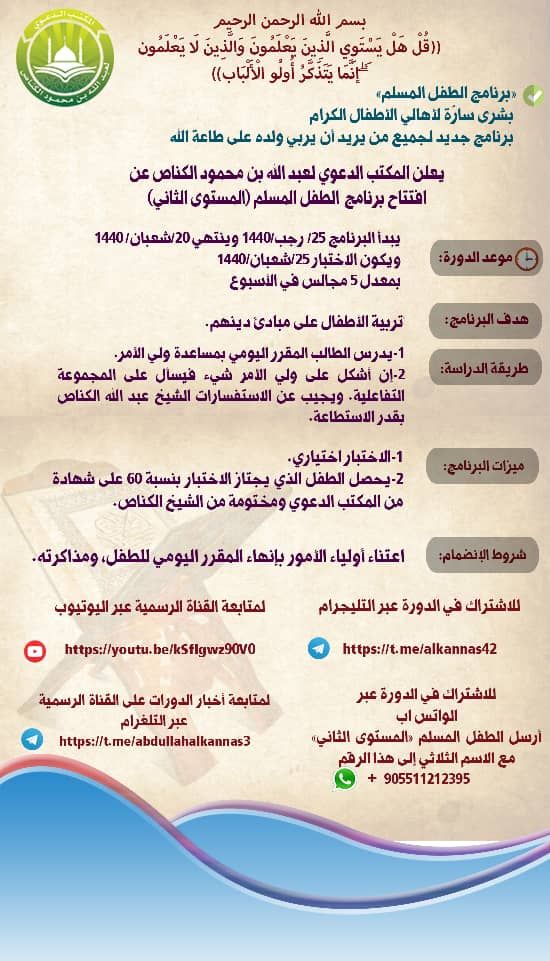 المكتب الدعوي
لعبد الله بن محمود الكناص
بسم الله الرحمن الرحيم
((قُلْ هَلْ يَسْتَوِي الَّذِينَ يَعْلَمُونَ وَالَّذِينَ لَا يَعْلَمُونَ
إِنَّمَا يَتَذَكَّرُ أُولُو الْأَلْبَابِ))
«برنامج الطفل المسلم»
بشرى سارّة لأهالي الأطفال الكرام
برنامج جديد لجميع من يريد أن يربي ولده على طاعة الله
يعلن المكتب الدعوي لعبد الله بن محمود الكناص عن
افتتاح برنامج الطفل المسلم (المستوى الثاني)
موعد الدورة:
يبدأ البرنامج 25/ رجب/1440 وينتهي 20/شعبان/ 1440
ويكون الاختبار 25/شعبان/1440
بمعدل 5 مجالس في الأسبوع
هدف البرنامج:
تربية الأطفال على مبادئ دينهم.
طريقة الدراسة:
1-يدرس الطالب المقرر اليومي بمساعدة ولي الأمر.
2-إن أشكل على ولي الأمر شيء فيسأل على المجموعة
التفاعلية. ويجيب عن الاستفسارات الشيخ عبد الله الكناص
بقدر الاستطاعة.
ميزات البرنامج:
1-الاختبار اختياري.
2-يحصل الطفل الذي يجتاز الاختبار بنسبة 60 على شهادة
من المكتب الدعوي ومختومة من الشيخ الكناص.
شروط الإنضمام:
اعتناء أولياء الأمور بإنهاء المقرر اليومي للطفل، ومذاكرته.
للاشتراك في الدورة عبر التليجرام
https://t.me/alkannas42
لمتابعة القناة الرسمية عبر اليوتيوب
https://youtu.be/kSflgwz90V0
للاشتراك في الدورة عبر
الواتس اب
أرسل الطفل المسلم «المستوى الثاني»
مع الاسم الثلاثي إلى هذا الرقم
+ 905511212395
لمتابعة أخبار الدورات على القناة الرسمية
عبر التلغرام
https://t.me/abdullahalkannas3